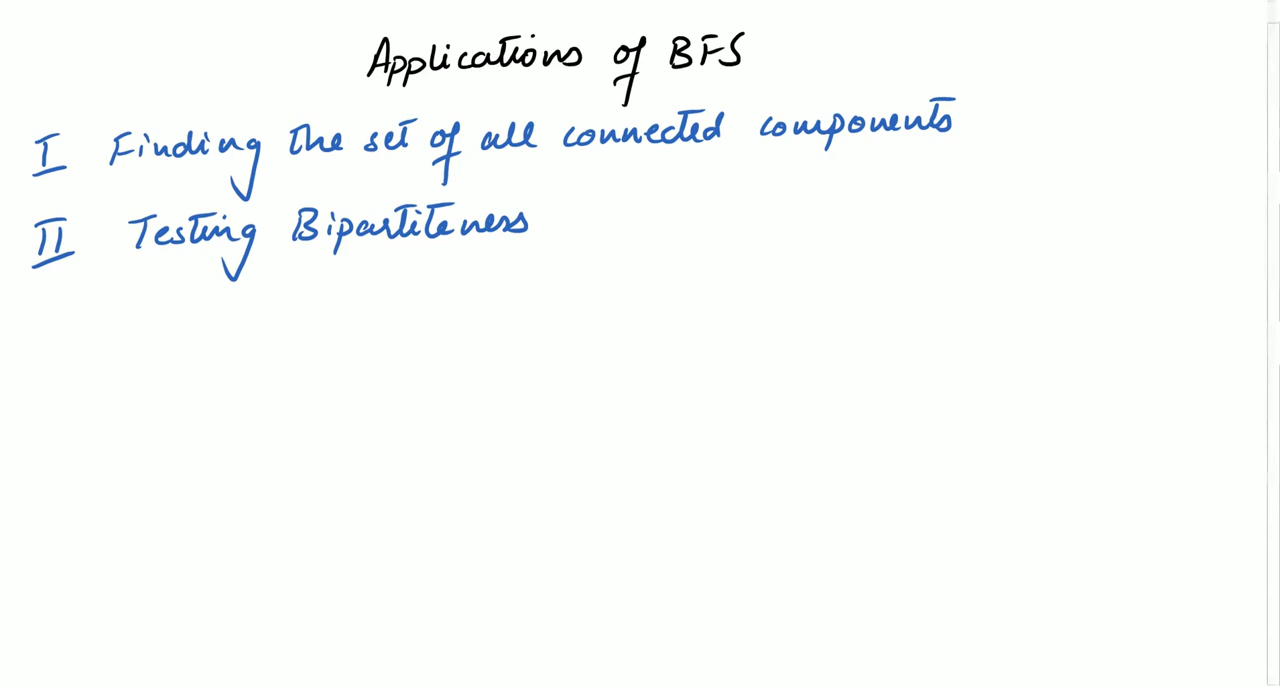 Applications of BFS
I Finding the set of all connected components
II Testing Bipartiteness